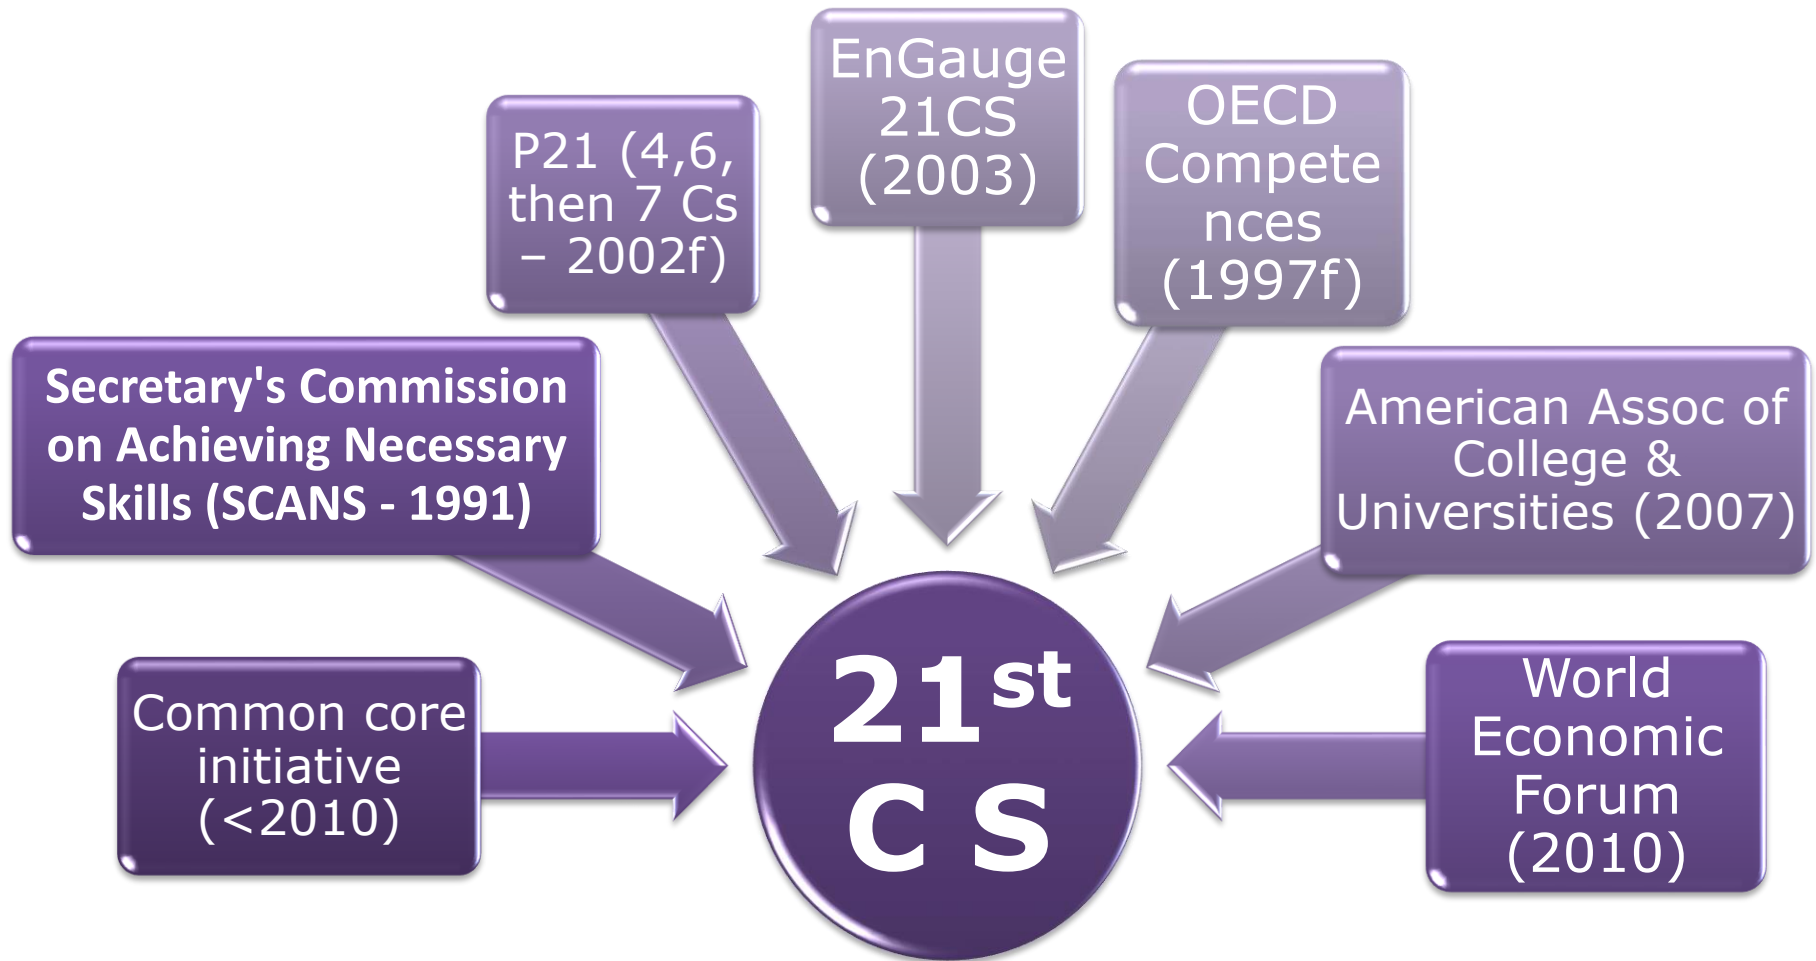 EnGauge
21CS
(2003)
OECD
Compete
nces
(1997f)
P21 (4,6,
then 7 Cs
– 2002f)
Secretary's Commission
on Achieving Necessary
Skills (SCANS - 1991)
American Assoc of
College &
Universities (2007)
Common core
initiative
(<2010)
21st
C S
World
Economic
Forum
(2010)